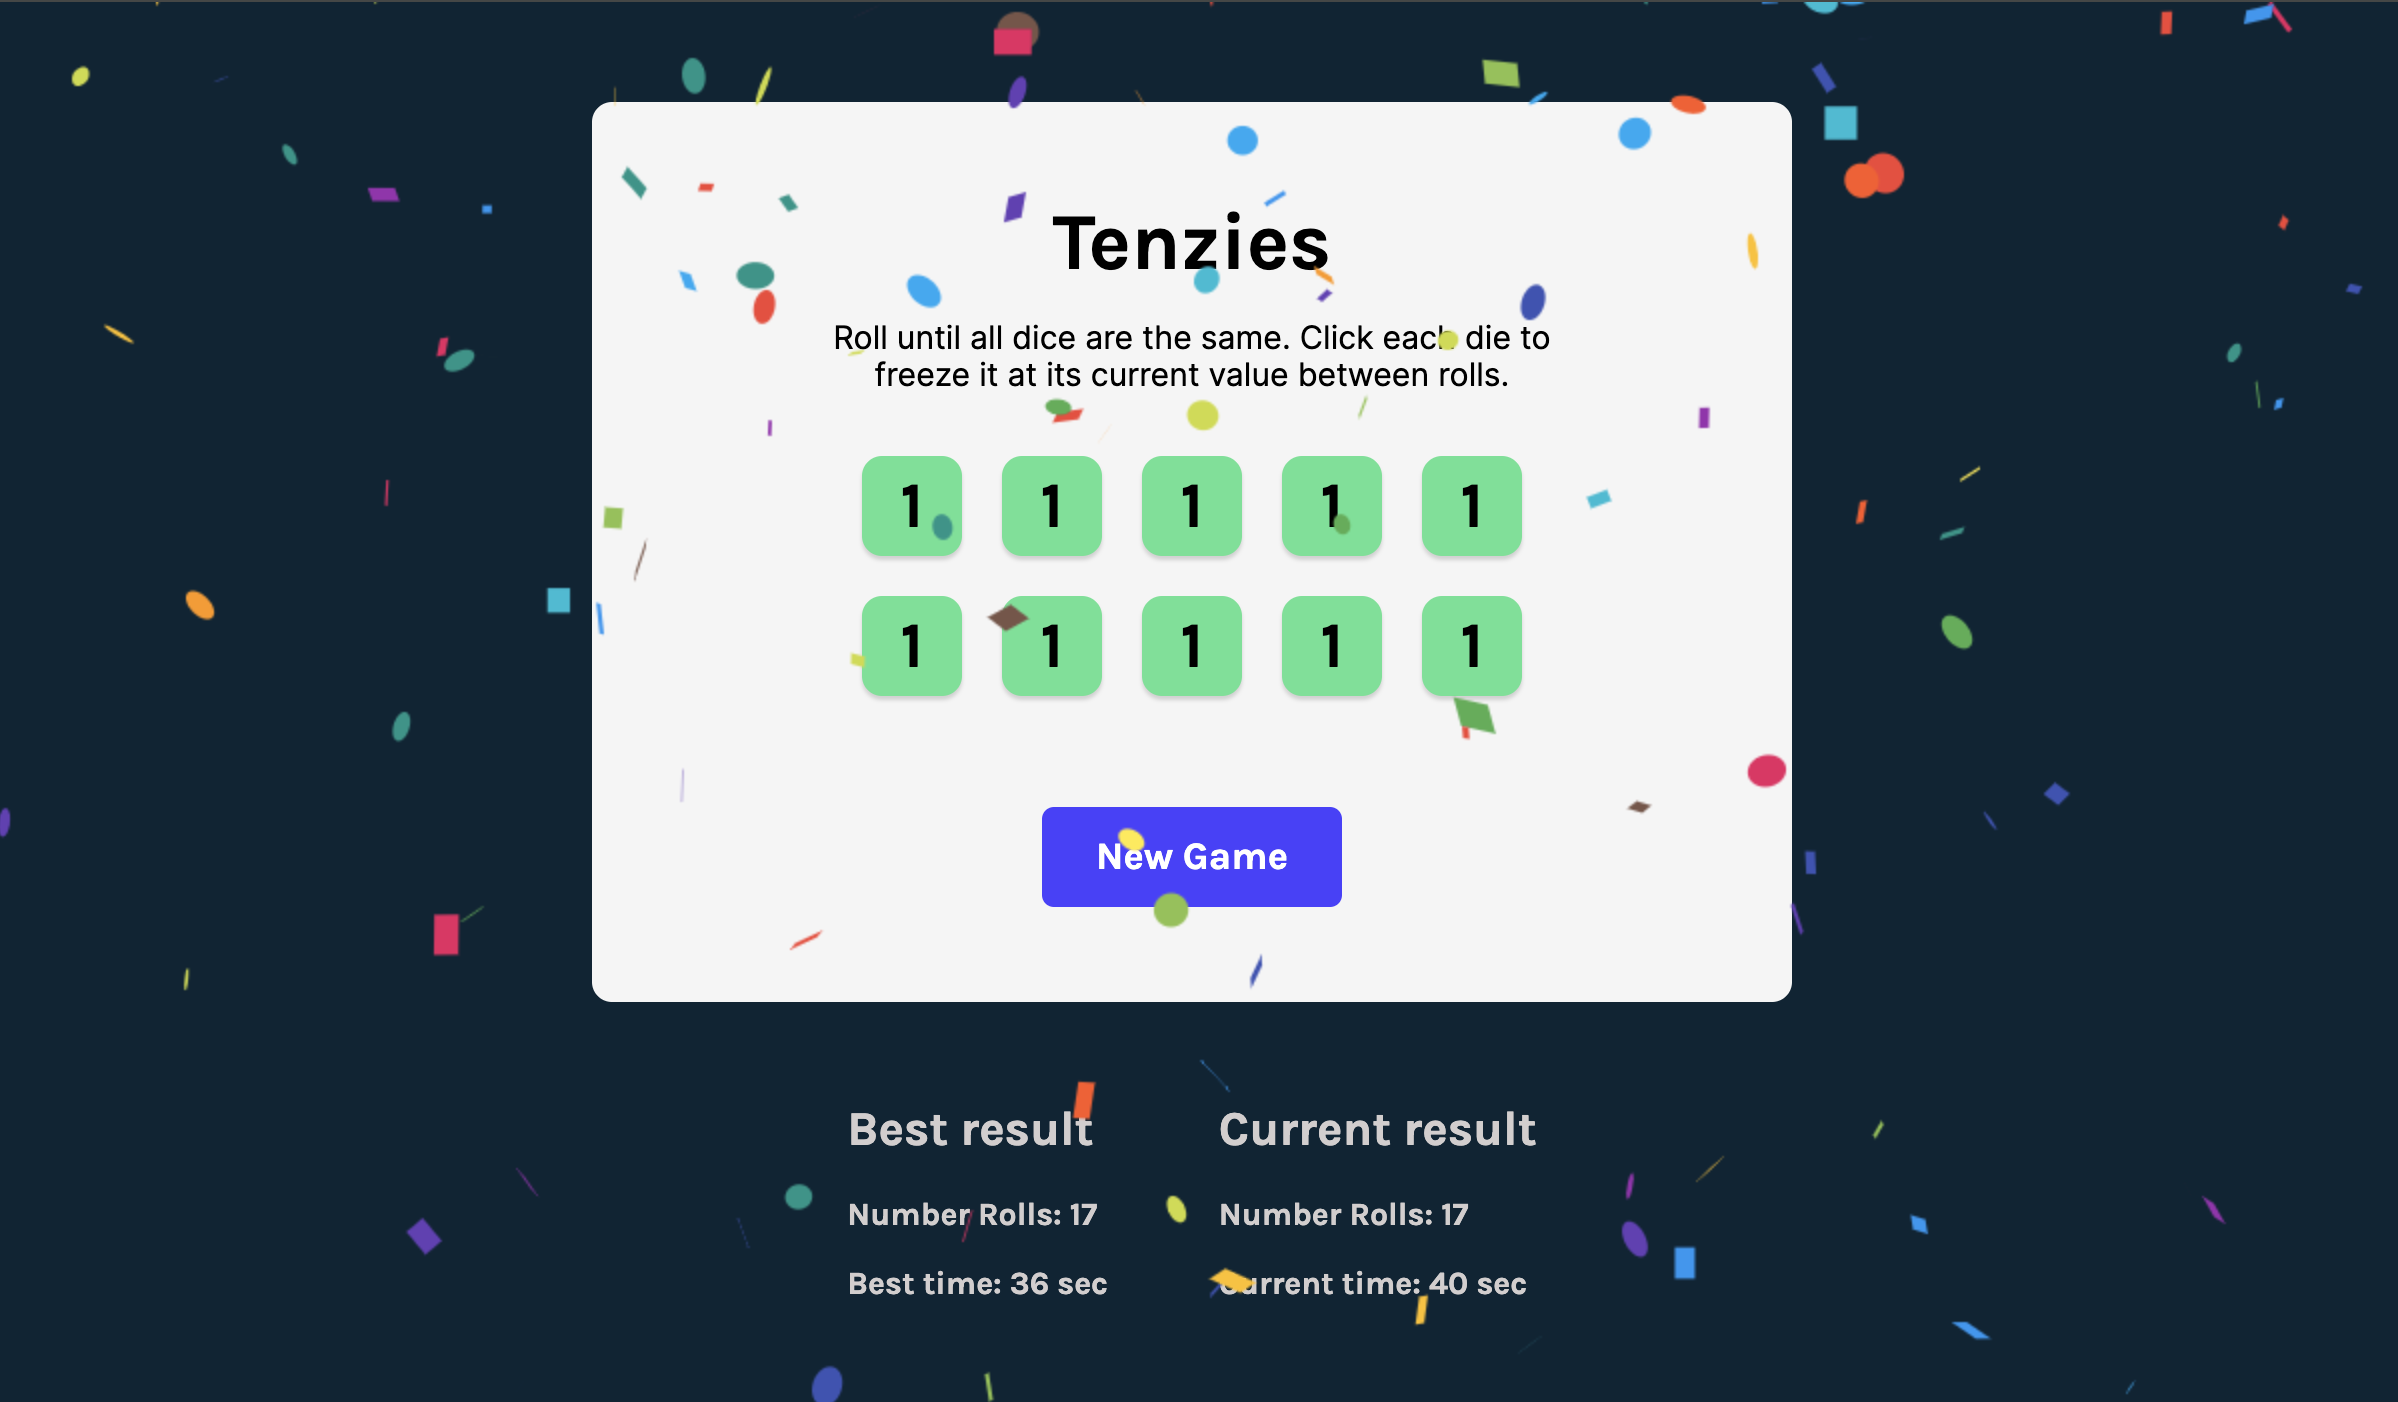 Tenzies
Roll until all dice are the same. Click each die to
freeze it at its current value between rolls.
1 1 1 1 1
1 1 1 1 1
New Game
Best result
Number Rolls: 17
Best time: 36 sec
Current result
Number Rolls: 17
Current time: 40 sec